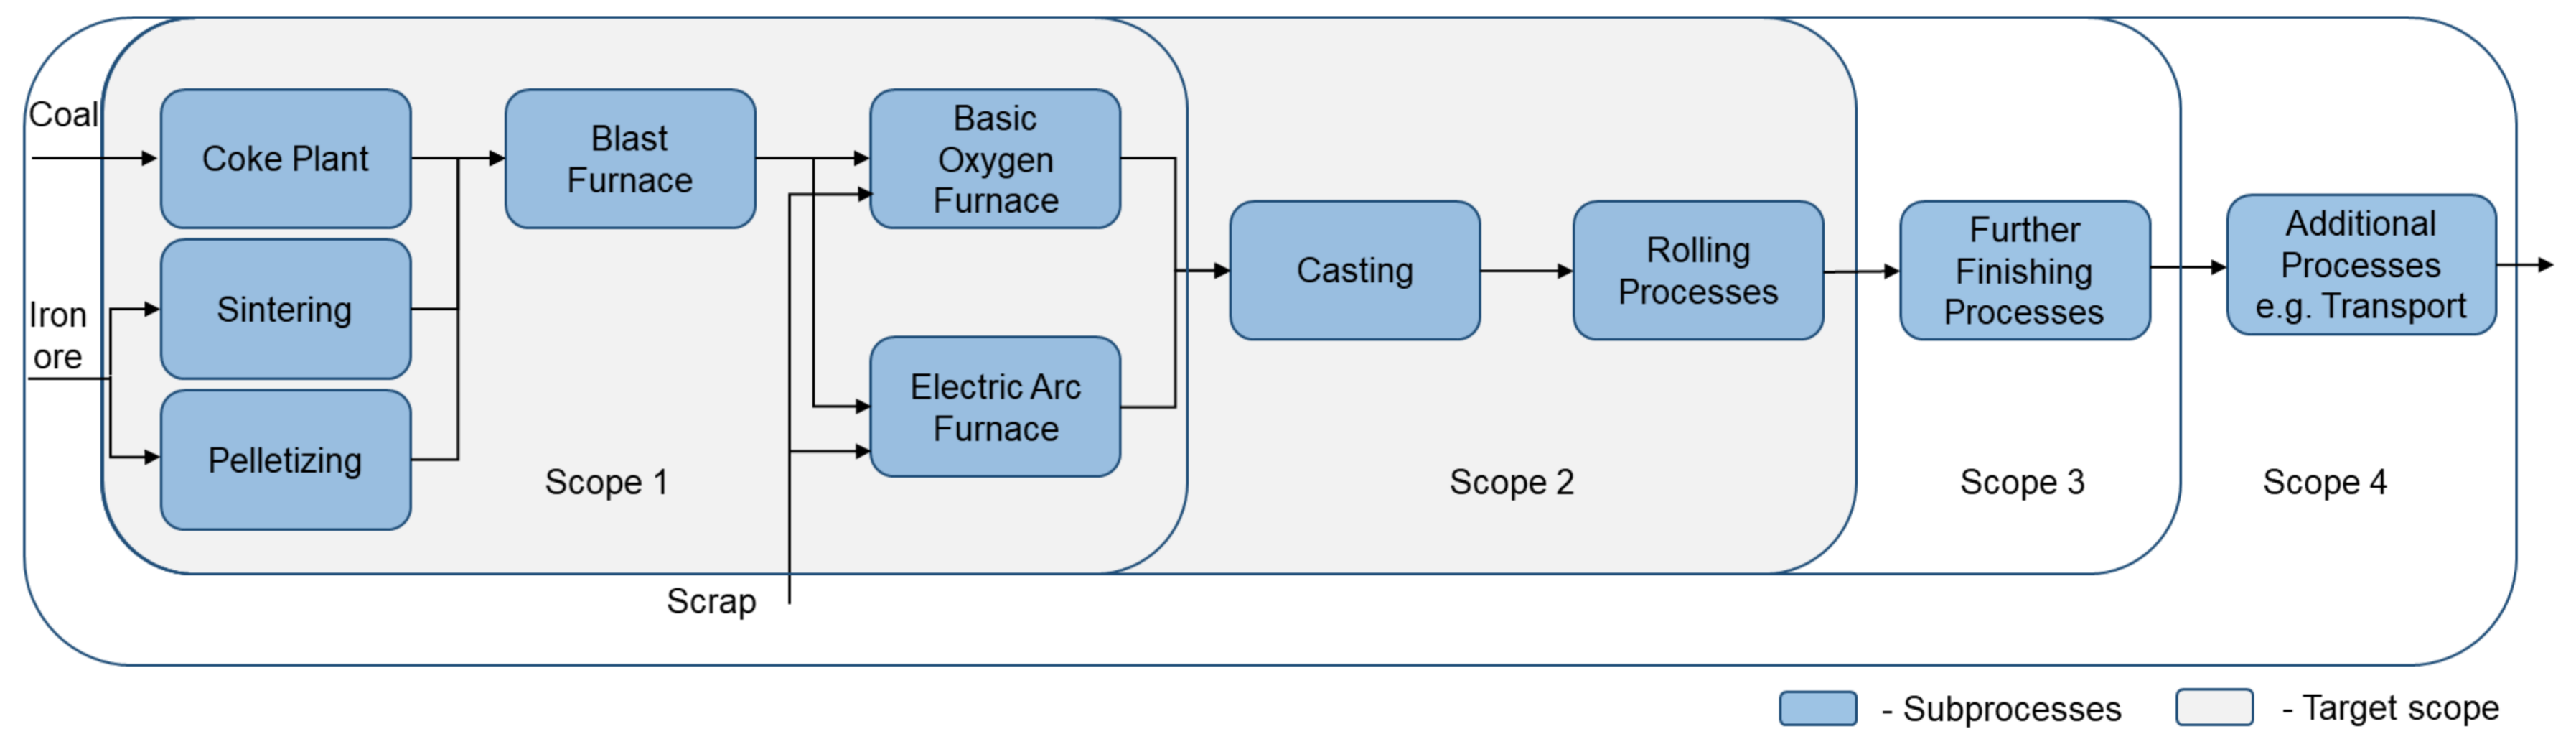 Coal
Coke Plant
Blast
Furnace
Basic
Oxygen
Furnace
Iron
ore
Sintering
Pelletizing
Electric Arc
Furnace
Casting
Rolling
Processes
Further
Finishing
Processes
Additional
Processes
e.g. Transport
Scope 1
Scope 2
Scope 3
Scope 4
Scrap
- Subprocesses
- Target scope